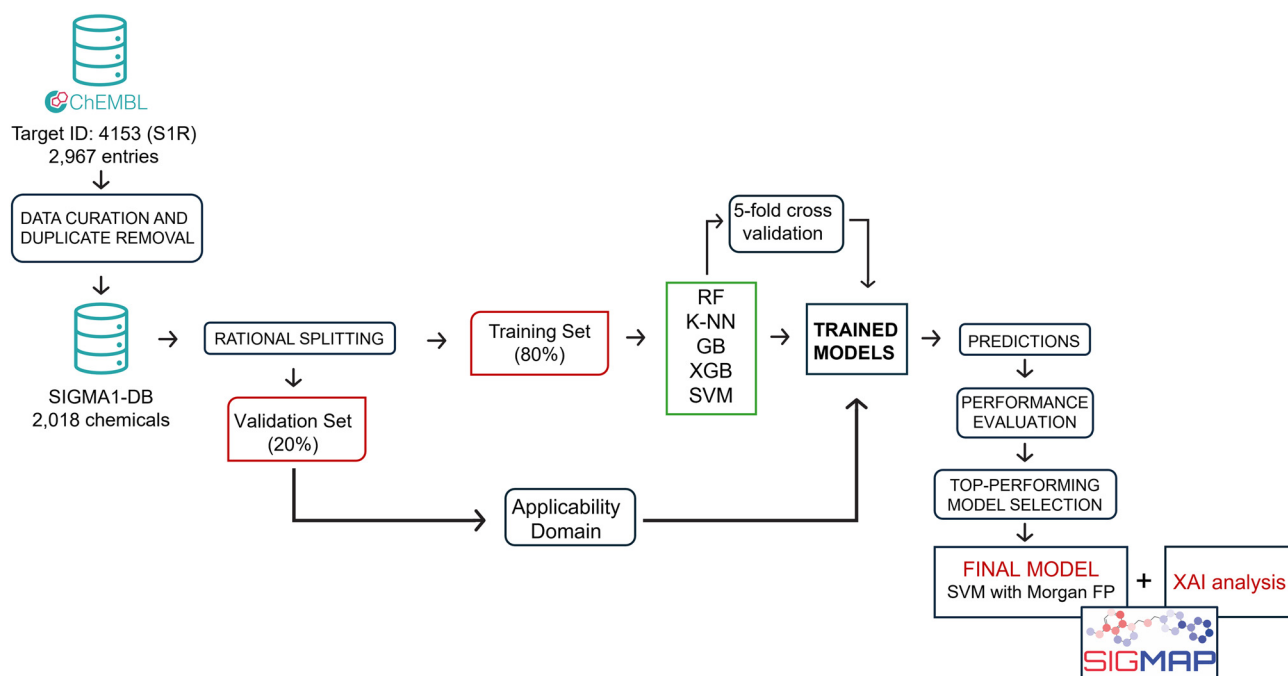 ChEMBL
Target ID: 4153 (S1R)
2,967 entries
DATA CURATION AND
DUPLICATE REMOVAL
SIGMA1-DB
2,018 chemicals
RATIONAL SPLITTING
Validation Set
(20%)
Training Set
(80%)
Applicability
Domain
RF
K-NN
GB
XGB
SVM
5-fold cross
validation
TRAINED
MODELS
PREDICTIONS
PERFORMANCE
EVALUATION
TOP-PERFORMING
MODEL SELECTION
FINAL MODEL
SVM with Morgan FP
+
XAI analysis
SIGMAP